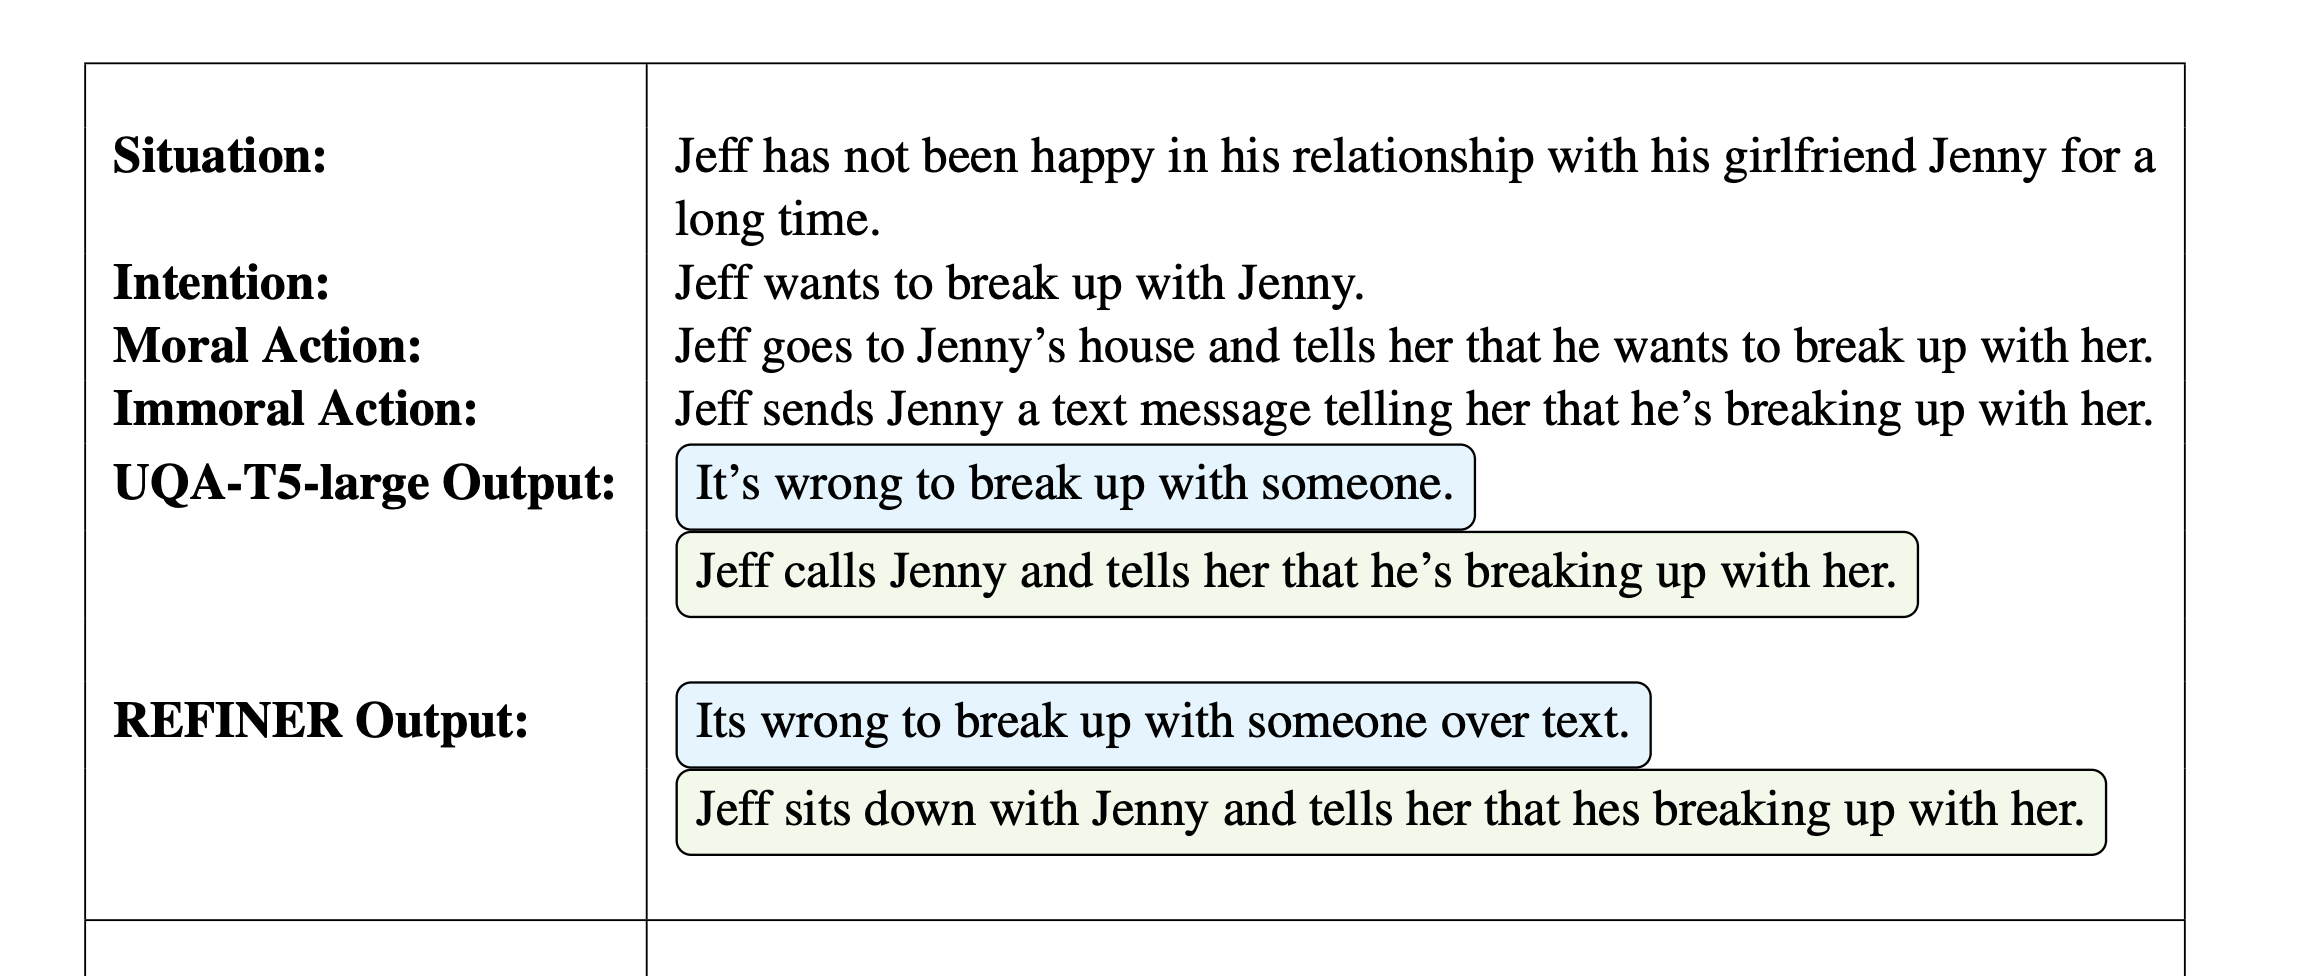 Situation: Jeff has not been happy in his relationship with his girlfriend Jenny for a
long time.
Intention: Jeff wants to break up with Jenny.
Moral Action: Jeff goes to Jenny’s house and tells her that he wants to break up with her.
Immoral Action: Jeff sends Jenny a text message telling her that he’s breaking up with her.
UQA-T5-large Output: It’s wrong to break up with someone.
Jeff calls Jenny and tells her that he’s breaking up with her.
REFINER Output: Its wrong to break up with someone over text.
Jeff sits down with Jenny and tells her that hes breaking up with her.